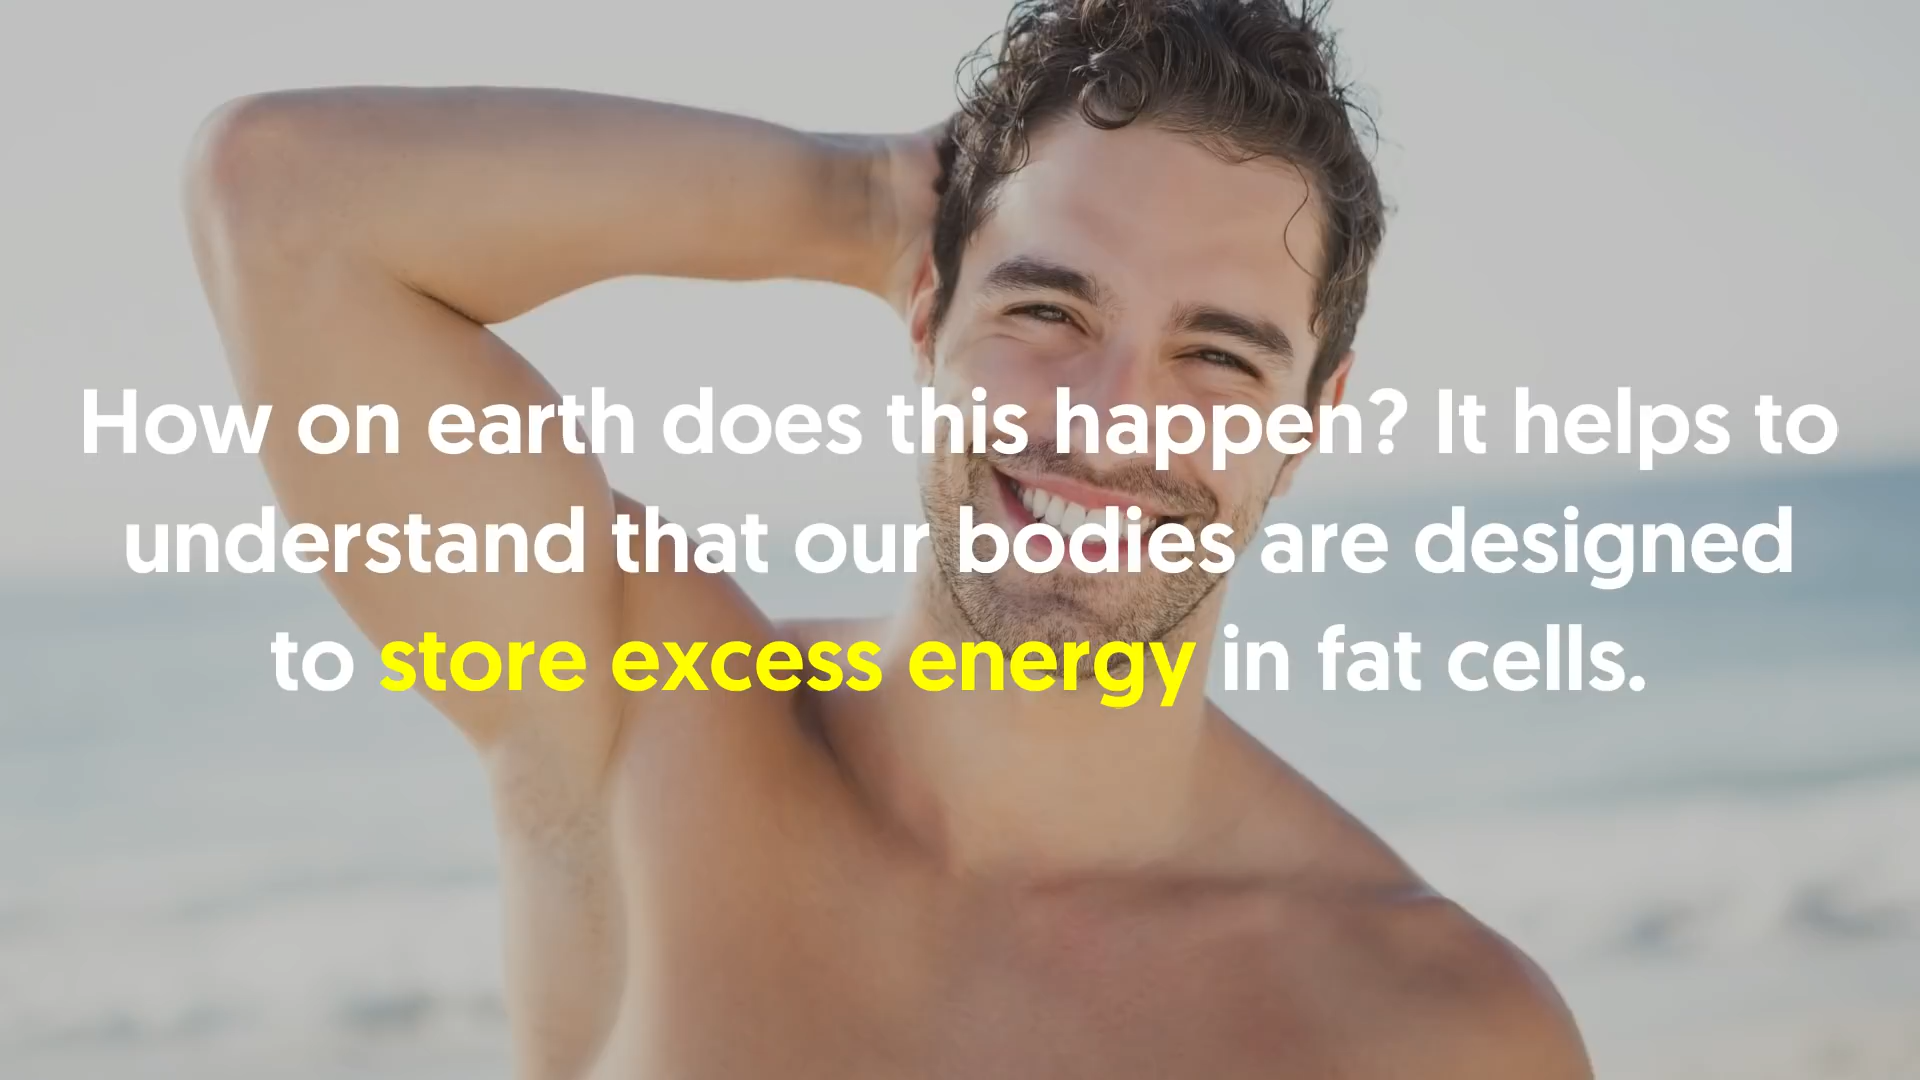 How on earth does this happen? It helps to
understand that our bodies are designed
to store excess energy in fat cells.